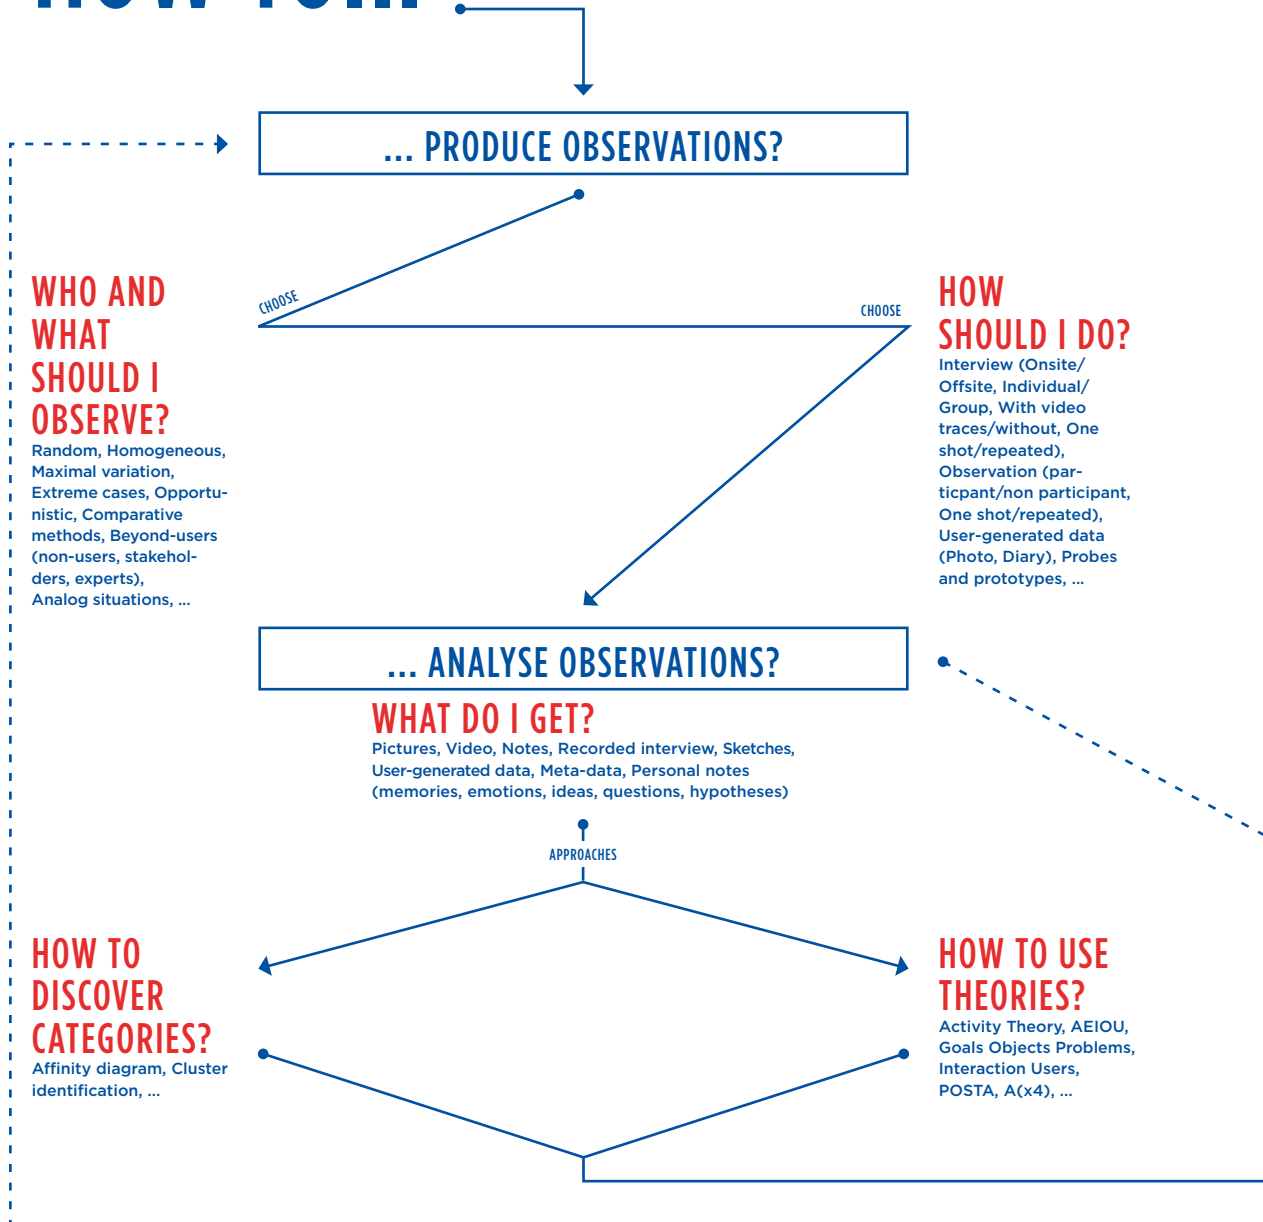 HOW TO...
... PRODUCE OBSERVATIONS?
CHOOSE
CHOOSE
WHO AND
WHAT
SHOULD I
OBSERVE?
Random, Homogeneous,
Maximal variation,
Extreme cases, Opportu-
nistic, Comparative
methods, Beyond-users
(non-users, stakehol-
ders, experts),
Analog situations, ...
HOW
SHOULD I DO?
Interview (Onsite/
Offsite, Individual/
Group, With video
traces/without, One
shot/repeated),
Observation (par-
ticpant/non participant,
One shot/repeated),
User-generated data
(Photo, Diary), Probes
and prototypes, ...
... ANALYSE OBSERVATIONS?
WHAT DO I GET?
Pictures, Video, Notes, Recorded interview, Sketches,
User-generated data, Meta-data, Personal notes
(memories, emotions, ideas, questions, hypotheses)
APPROACHES
HOW TO
DISCOVER
CATEGORIES?
Affinity diagram, Cluster
identification, ...
HOW TO USE
THEORIES?
Activity Theory, AEIOU,
Goals Objects Problems,
Interaction Users,
POSTA, A(x4), ...